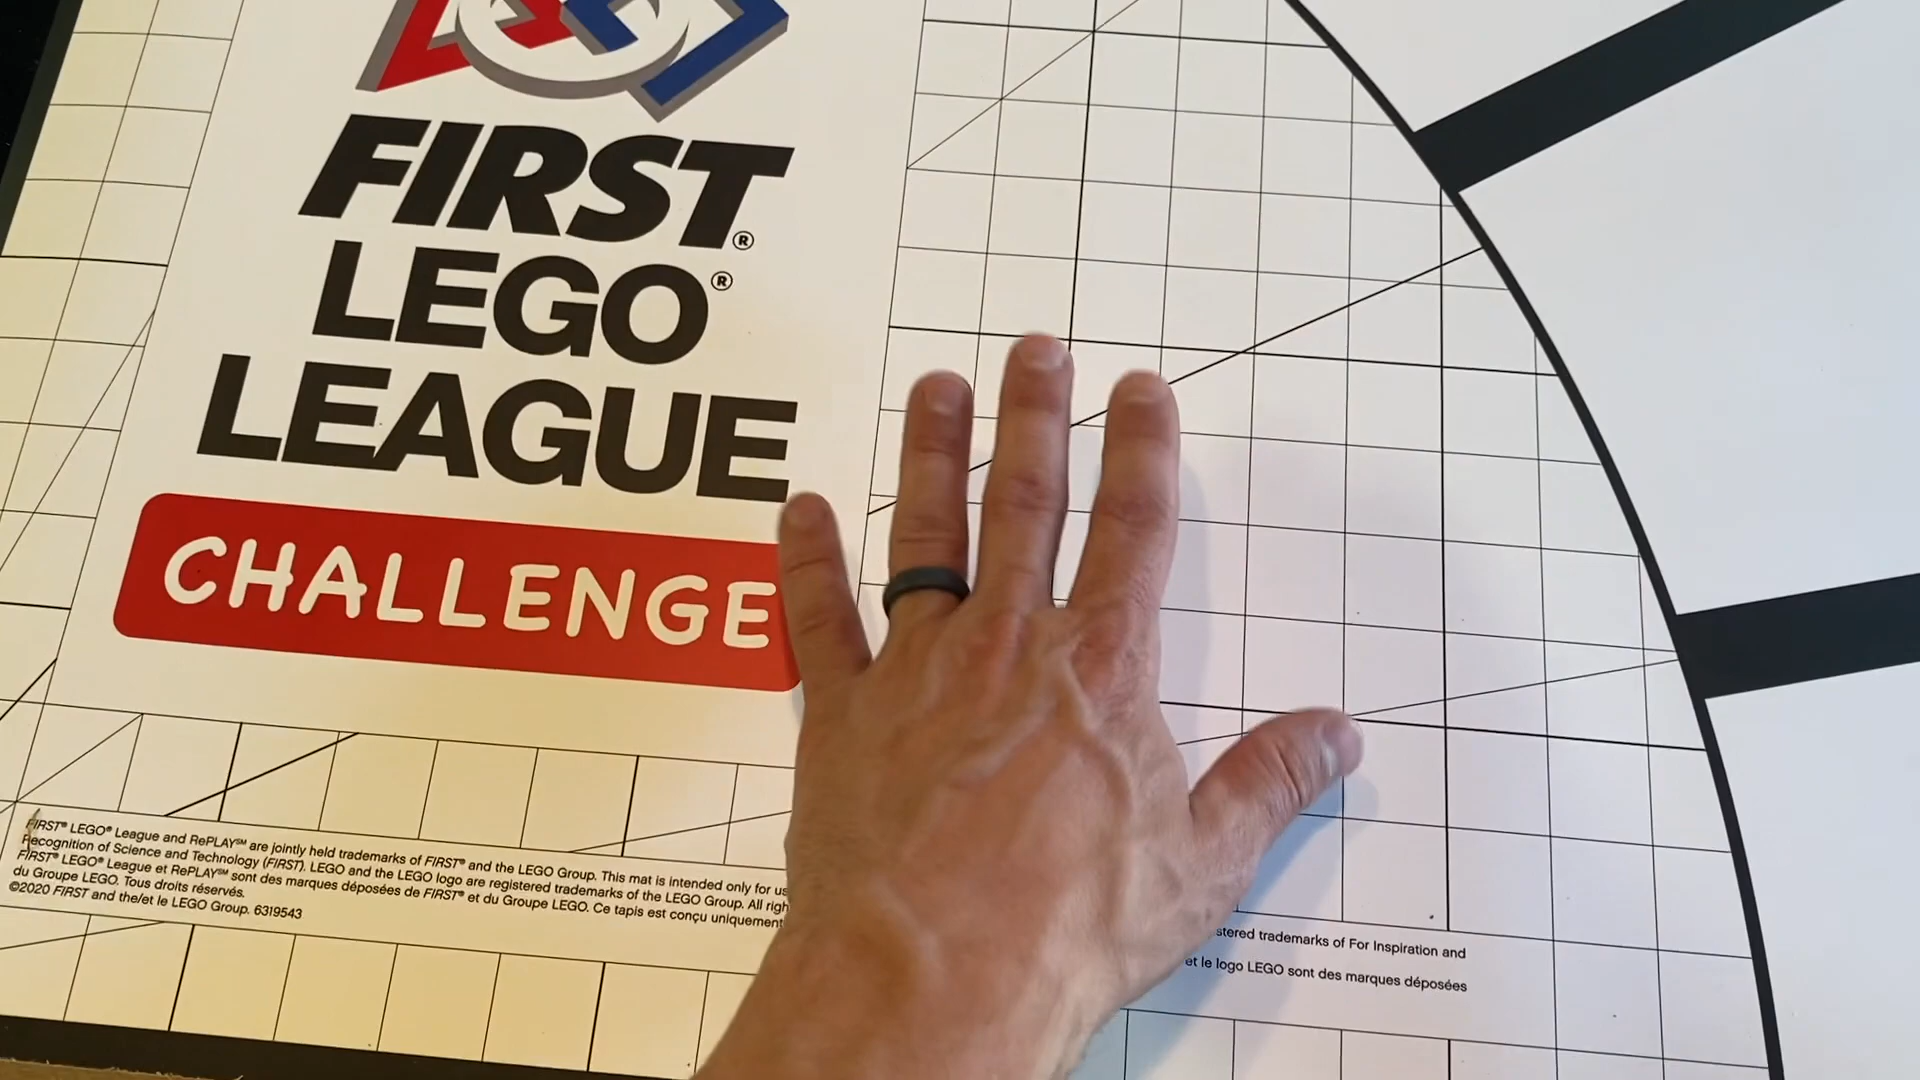 FIRST®
LEGO®
LEAGUE
CHALLENGE
FIRST® LEGO® League and RePLAY℠ are jointly held trademarks of FIRST® and the LEGO Group. This mat is intended only for us
stered trademarks of For Inspiration and
Recognition of Science and Technology (FIRST). LEGO and the LEGO logo are registered trademarks of the LEGO Group. All righ
FIRST® LEGO® League et RePLAY℠ sont des marques déposées de FIRST® et du Groupe LEGO. Ce tapis est conçu uniquement
et le logo LEGO sont des marques déposées
du Groupe LEGO. Tous droits réservés.
©2020 FIRST and the/et le LEGO Group. 6319543